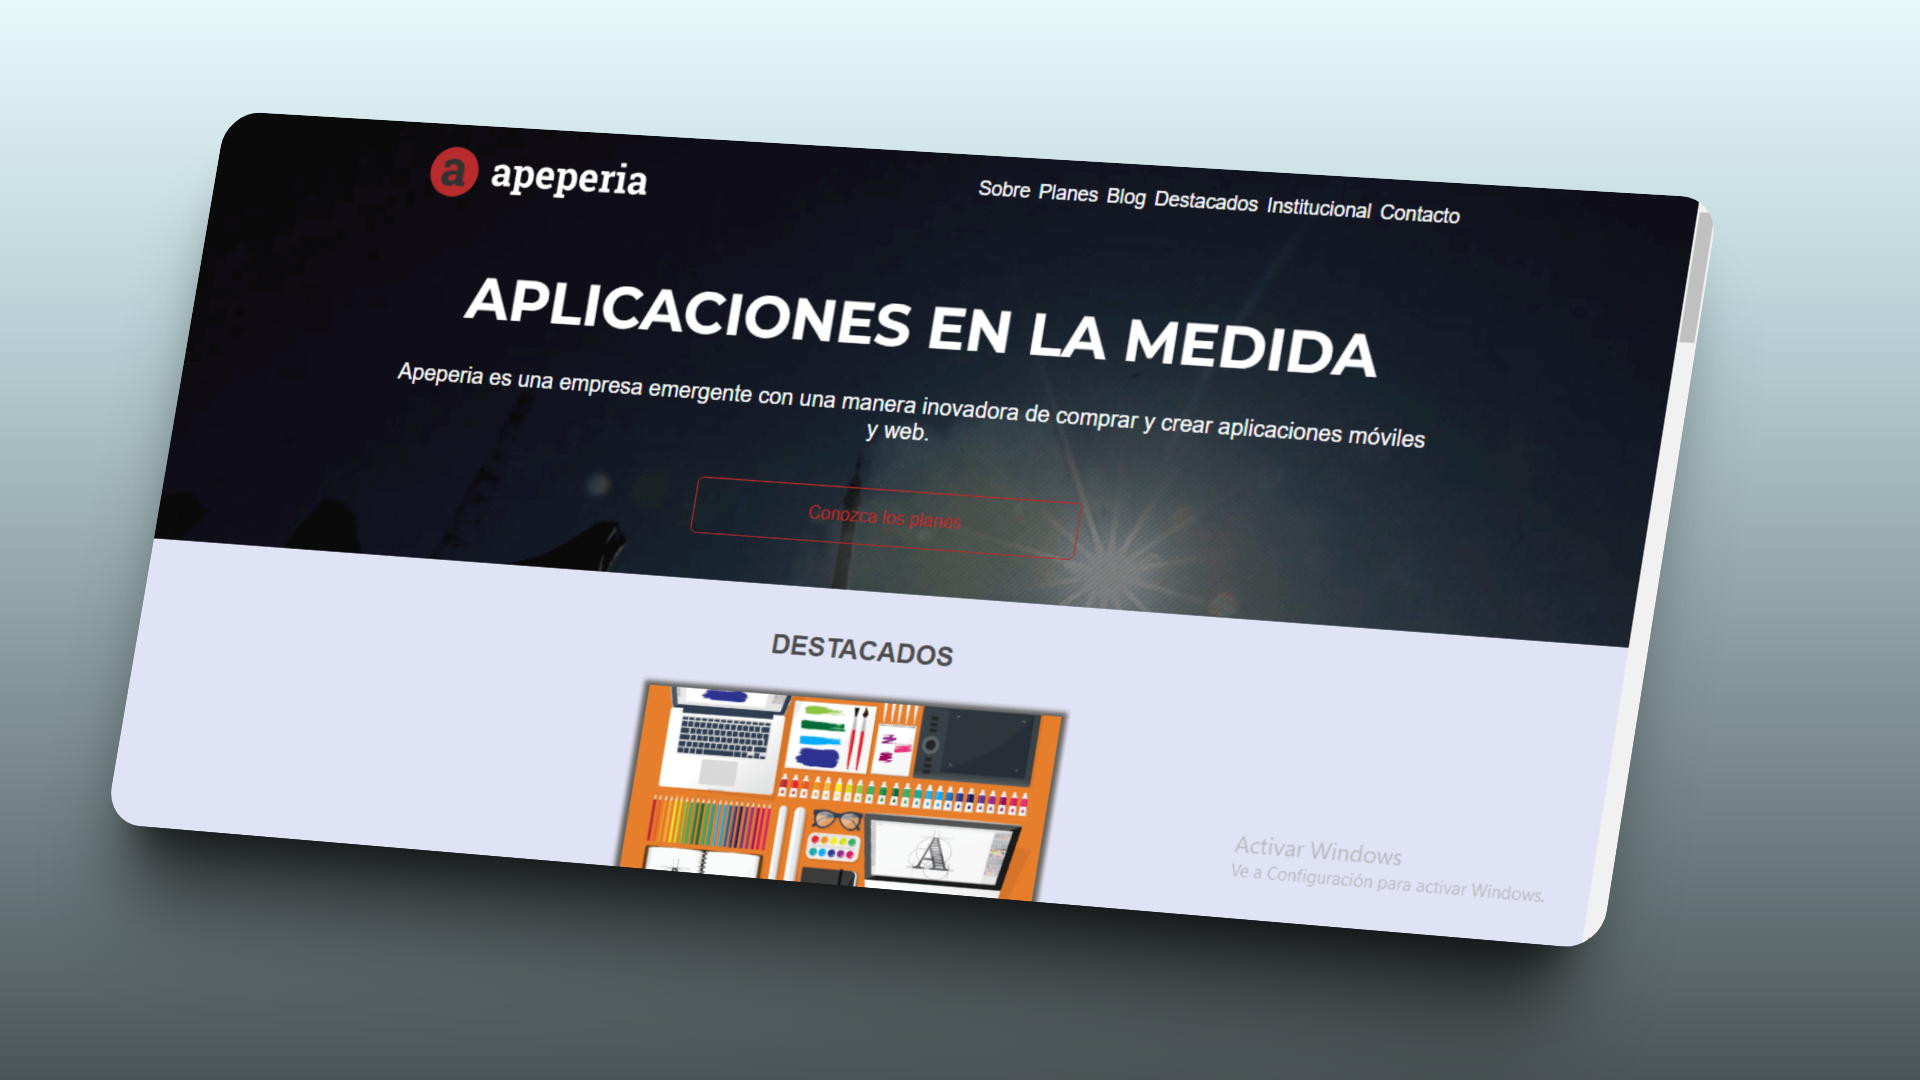 a apeperia
Sobre Planes Blog Destacados Institucional Contacto
APLICACIONES EN LA MEDIDA
Apeperia es una empresa emergente con una manera inovadora de comprar y crear aplicaciones móviles
y web.
Conozca los planes
DESTACADOS
A
Activar Windows
Ve a Configuración para activar Windows.